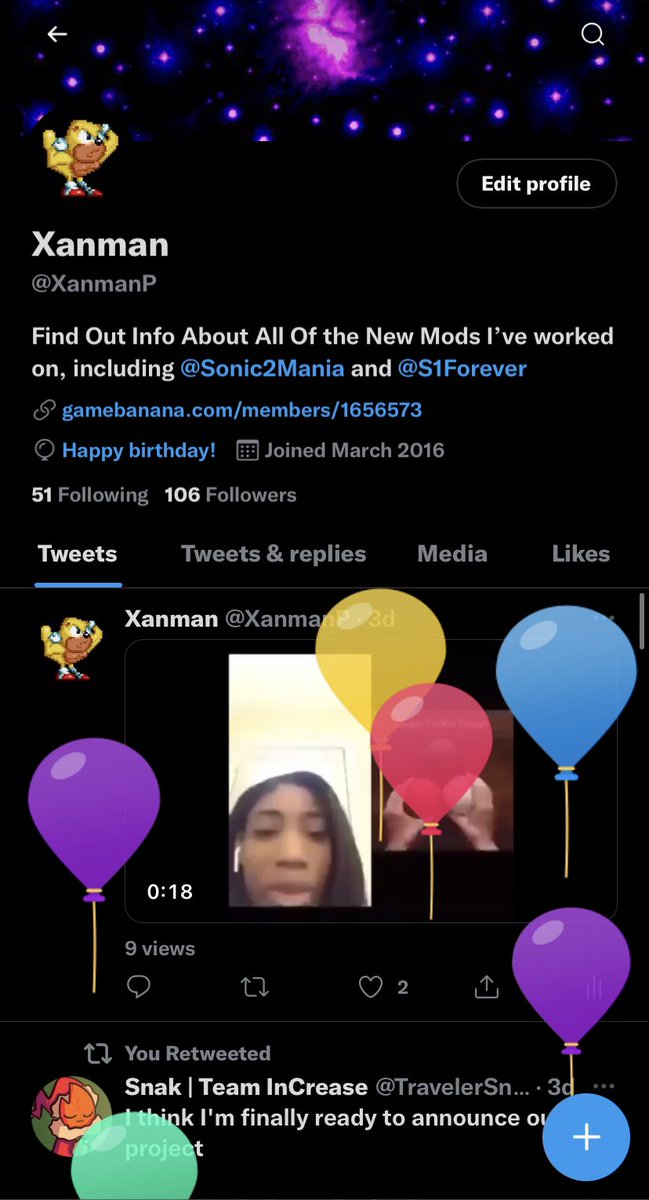 Edit profile
Xanman
@XanmanP
Find Out Info About All Of the New Mods I’ve worked
on, including @Sonic2Mania and @S1Forever
gamebanana.com/members/1656573
Happy birthday! Joined March 2016
51 Following 106 Followers
Tweets Tweets & replies Media Likes
Xanman @XanmanP · 3d
Sugar Cookie Dough
0:18
9 views
2
You Retweeted
Snak | Team InCrease @TravelerSn... · 3d
I think I'm finally ready to announce
project